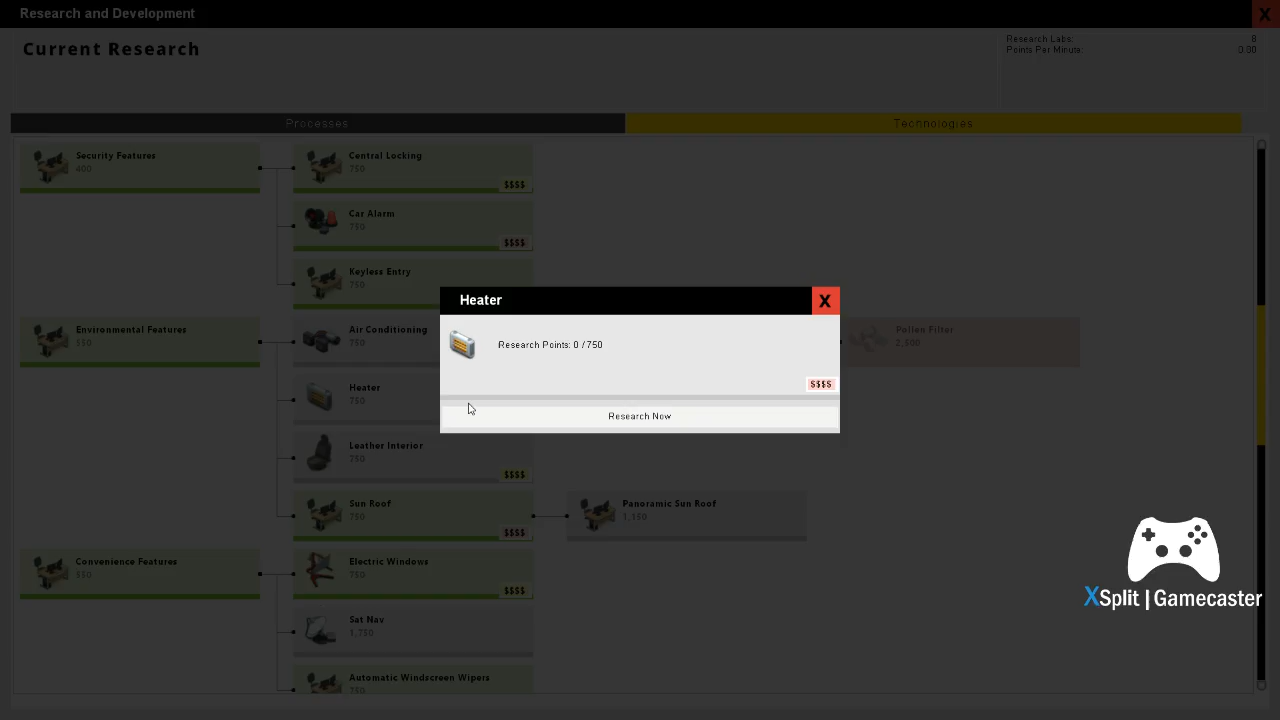 Research and Development
X
Current Research
Research Labs: 8
Points Per Minute: 0.00
Processes
Technologies
Security Features
400
Central Locking
750
$$$$
Car Alarm
750
$$$$
Keyless Entry
750
Environmental Features
550
Air Conditioning
750
Pollen Filter
2,500
Heater
750
Leather Interior
750
$$$$
Sun Roof
750
$$$$
Panoramic Sun Roof
1,150
Convenience Features
550
Electric Windows
750
$$$$
Sat Nav
1,750
Automatic Windscreen Wipers
750
Heater
X
Research Points: 0 / 750
$$$$
Research Now
XSplit | Gamecaster